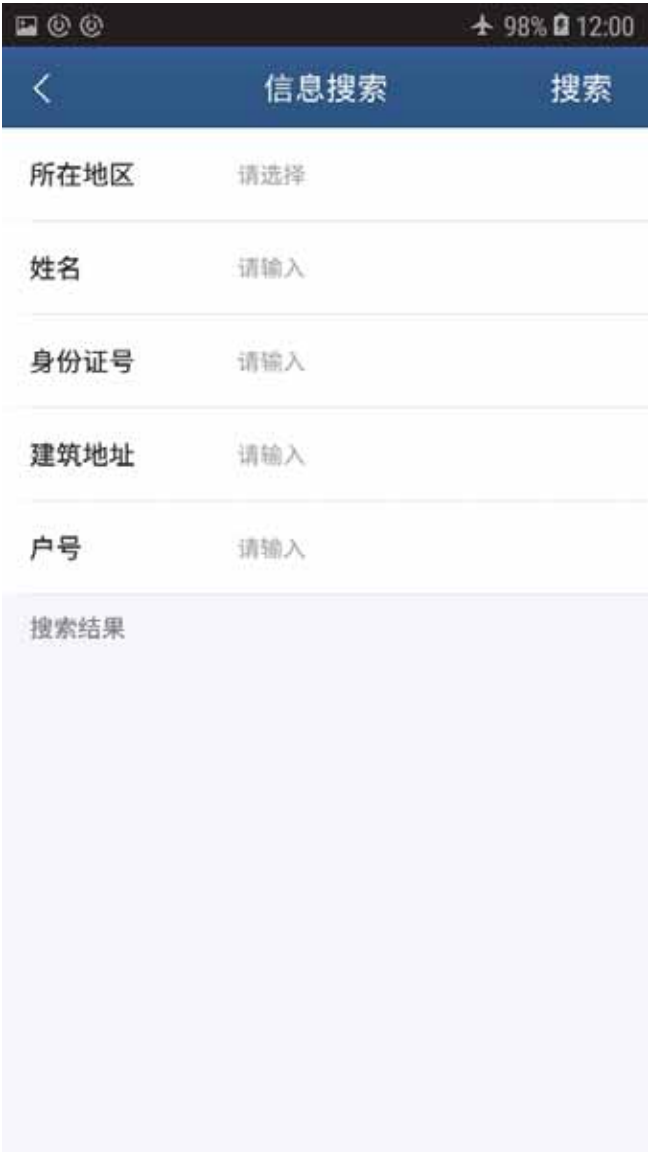 98% 12:00
信息搜索 搜索
所在地区 请选择
姓名 请输入
身份证号 请输入
建筑地址 请输入
户号 请输入
搜索结果